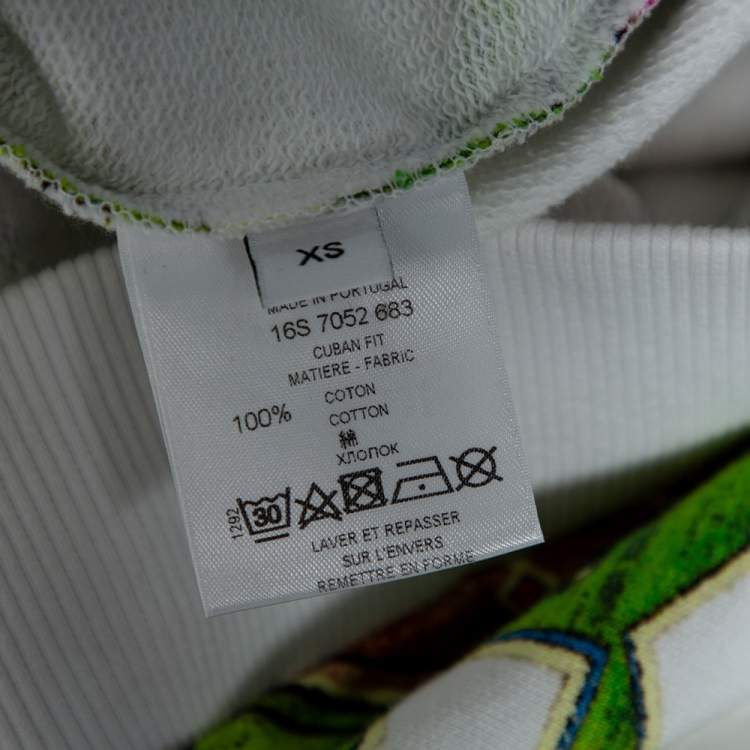 XS
MADE IN PORTUGAL
16S 7052 683
CUBAN FIT
MATIERE - FABRIC
100% COTON
COTTON
綿
ХЛОПОК
1292 30
LAVER ET REPASSER
SUR L'ENVERS
REMETTRE EN FORME